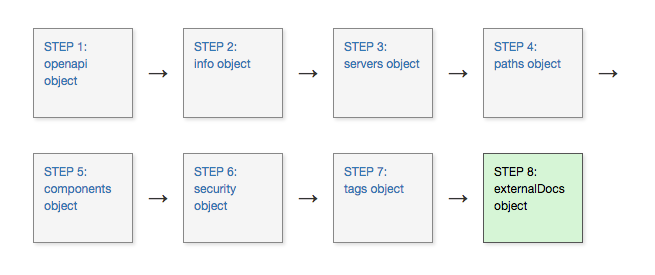 STEP 1:
openapi
object
→
STEP 2:
info object
→
STEP 3:
servers object
→
STEP 4:
paths object
→
STEP 5:
components
object
→
STEP 6:
security
object
→
STEP 7:
tags object
→
STEP 8:
externalDocs
object